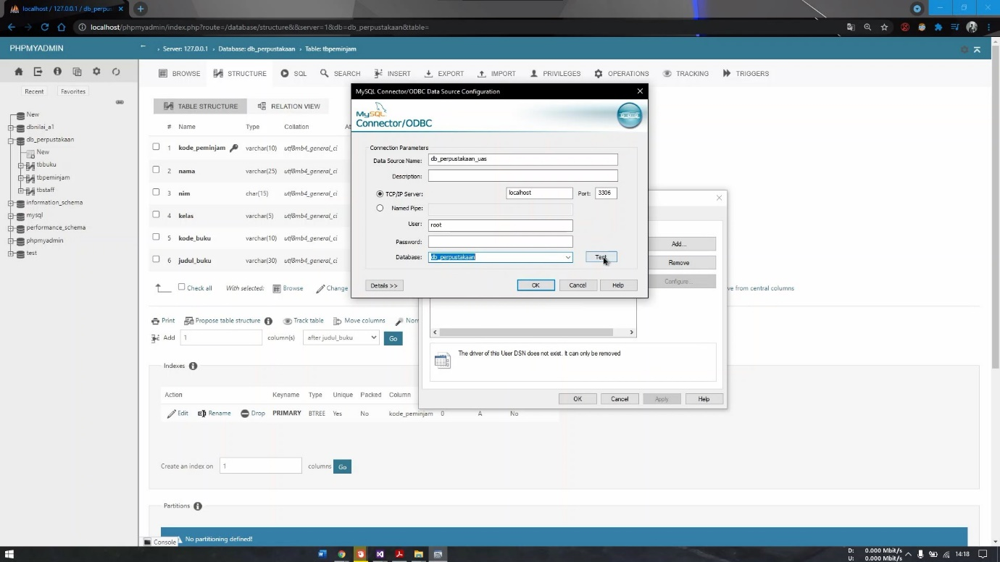 localhost / 127.0.0.1 / db_perpus
localhost/phpmyadmin/index.php?route=/database/structure&server=1&db=db_perpustakaan&table=
PHPMYADMIN
Server: 127.0.0.1 › Database: db_perpustakaan › Table: tbpeminjam
BROWSE STRUCTURE SQL SEARCH INSERT EXPORT IMPORT PRIVILEGES OPERATIONS TRACKING TRIGGERS
Recent Favorites
New
dbnilai_a1
db_perpustakaan
New
tbbuku
tbpeminjam
tbstaff
information_schema
mysql
performance_schema
phpmyadmin
test
TABLE STRUCTURE RELATION VIEW
# Name Type Collation
1 kode_peminjam varchar(10) utf8mb4_general_ci
2 nama varchar(25) utf8mb4_general_ci
3 nim char(15) utf8mb4_general_ci
4 kelas varchar(5) utf8mb4_general_ci
5 kode_buku varchar(10) utf8mb4_general_ci
6 judul_buku varchar(30) utf8mb4_general_ci
Check all With selected: Browse Change
ve from central columns
Print Propose table structure Track table Move columns Norr
Add 1 column(s) after judul_buku Go
Indexes
Action Keyname Type Unique Packed Column
Edit Rename Drop PRIMARY BTREE Yes No kode_peminjam 0 A No
Create an index on 1 columns Go
Partitions
No partitioning defined!
Console
MySQL Connector/ODBC Data Source Configuration
MySQL
Connector/ODBC
Connection Parameters
Data Source Name: db_perpustakaan_uas
Description:
TCP/IP Server: localhost Port: 3306
Named Pipe:
User: root
Password:
Database: db_perpustakaan Test
Details >> OK Cancel Help
Add...
Remove
Configure...
The driver of this User DSN does not exist. It can only be removed
OK Cancel Apply Help
D: 0.000 Mbit/s
U: 0.000 Mbit/s
14:18